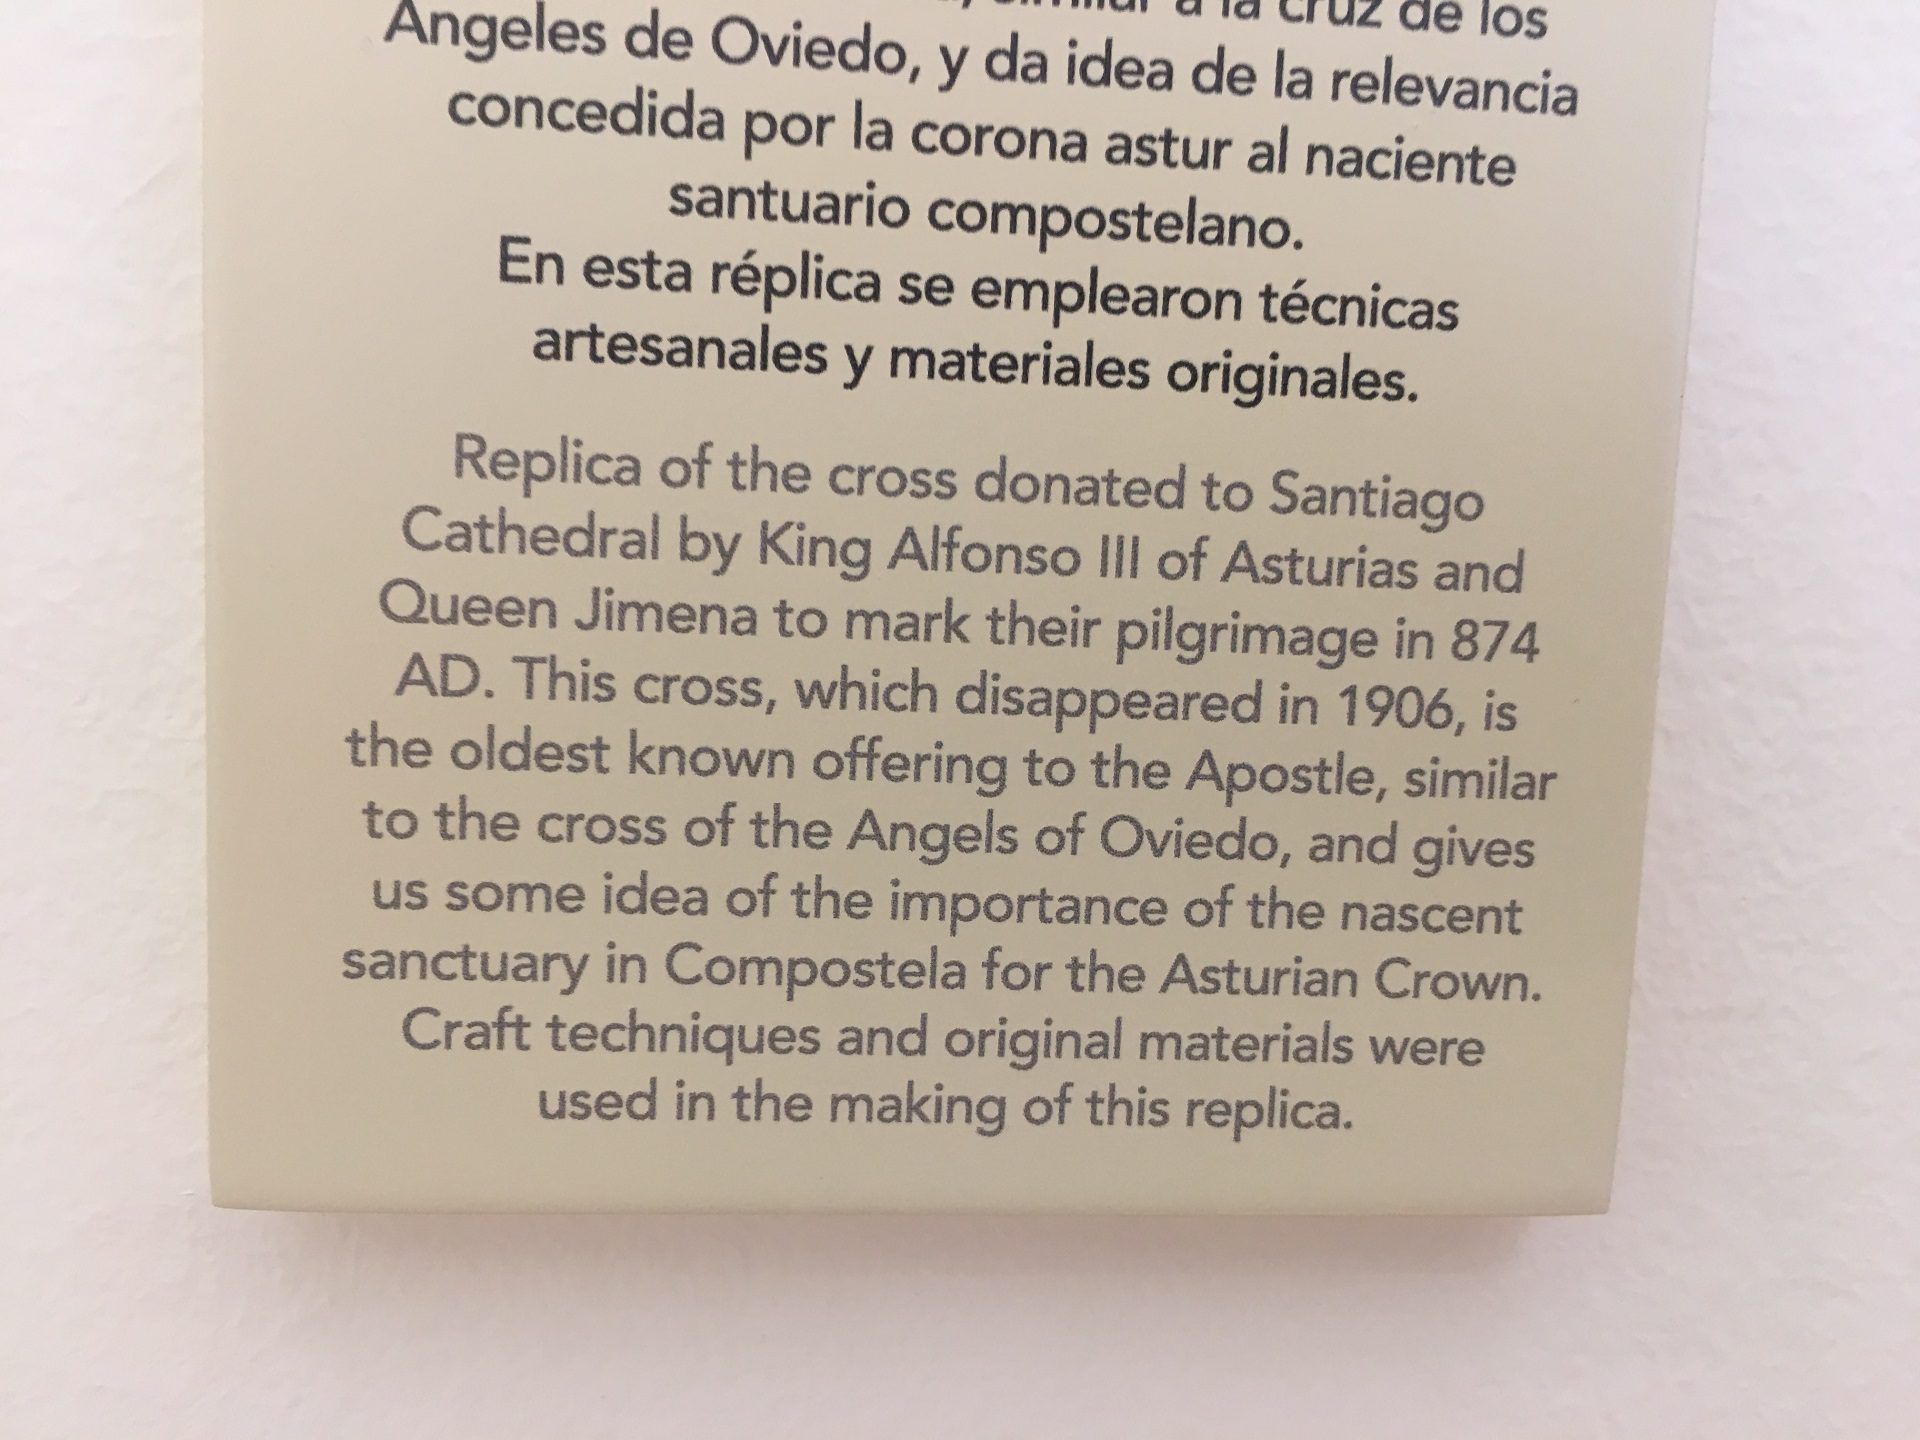 similar a la cruz de los
Angeles de Oviedo, y da idea de la relevancia
concedida por la corona astur al naciente
santuario compostelano.
En esta réplica se emplearon técnicas
artesanales y materiales originales.
Replica of the cross donated to Santiago
Cathedral by King Alfonso III of Asturias and
Queen Jimena to mark their pilgrimage in 874
AD. This cross, which disappeared in 1906, is
the oldest known offering to the Apostle, similar
to the cross of the Angels of Oviedo, and gives
us some idea of the importance of the nascent
sanctuary in Compostela for the Asturian Crown.
Craft techniques and original materials were
used in the making of this replica.